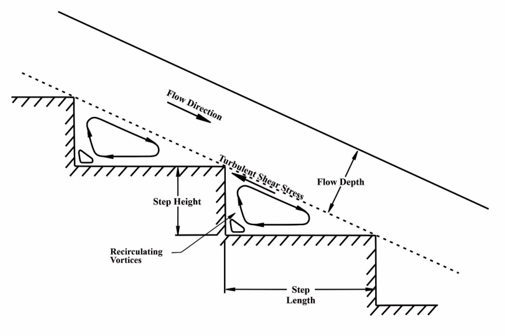 Flow Direction
Turbulent Shear Stress
Flow Depth
Step Height
Recirculating
Vortices
Step
Length